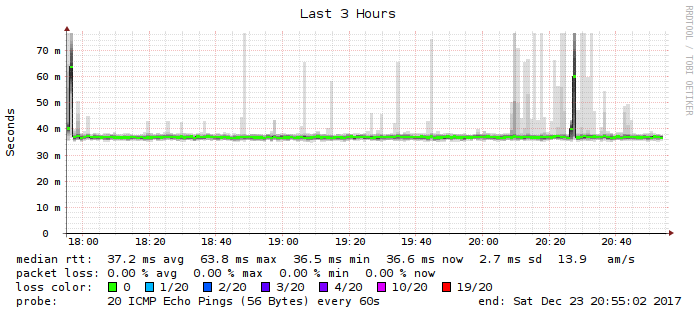 Last 3 Hours
RRDTOOL / TOBI OETIKER
Seconds
70 m
60 m
50 m
40 m
30 m
20 m
10 m
0
18:00 18:20 18:40 19:00 19:20 19:40 20:00 20:20 20:40
median rtt: 37.2 ms avg 63.8 ms max 36.5 ms min 36.6 ms now 2.7 ms sd 13.9 am/s
packet loss: 0.00 % avg 0.00 % max 0.00 % min 0.00 % now
loss color: 0 1/20 2/20 3/20 4/20 10/20 19/20
probe: 20 ICMP Echo Pings (56 Bytes) every 60s end: Sat Dec 23 20:55:02 2017